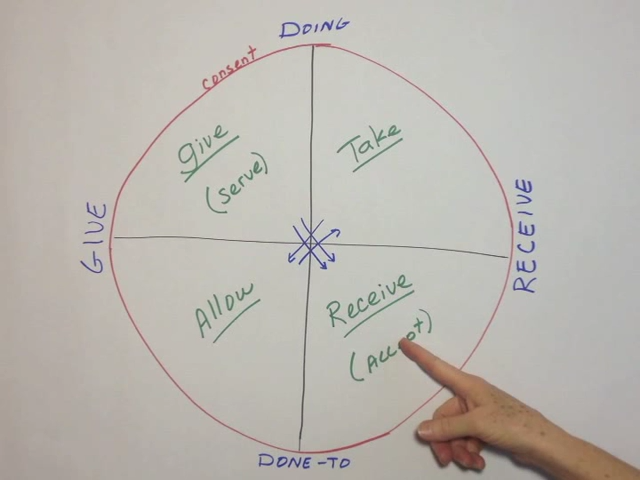 DOING
consent
Give
(Serve)
Take
GIVE
RECEIVE
Allow
Receive
DONE-TO